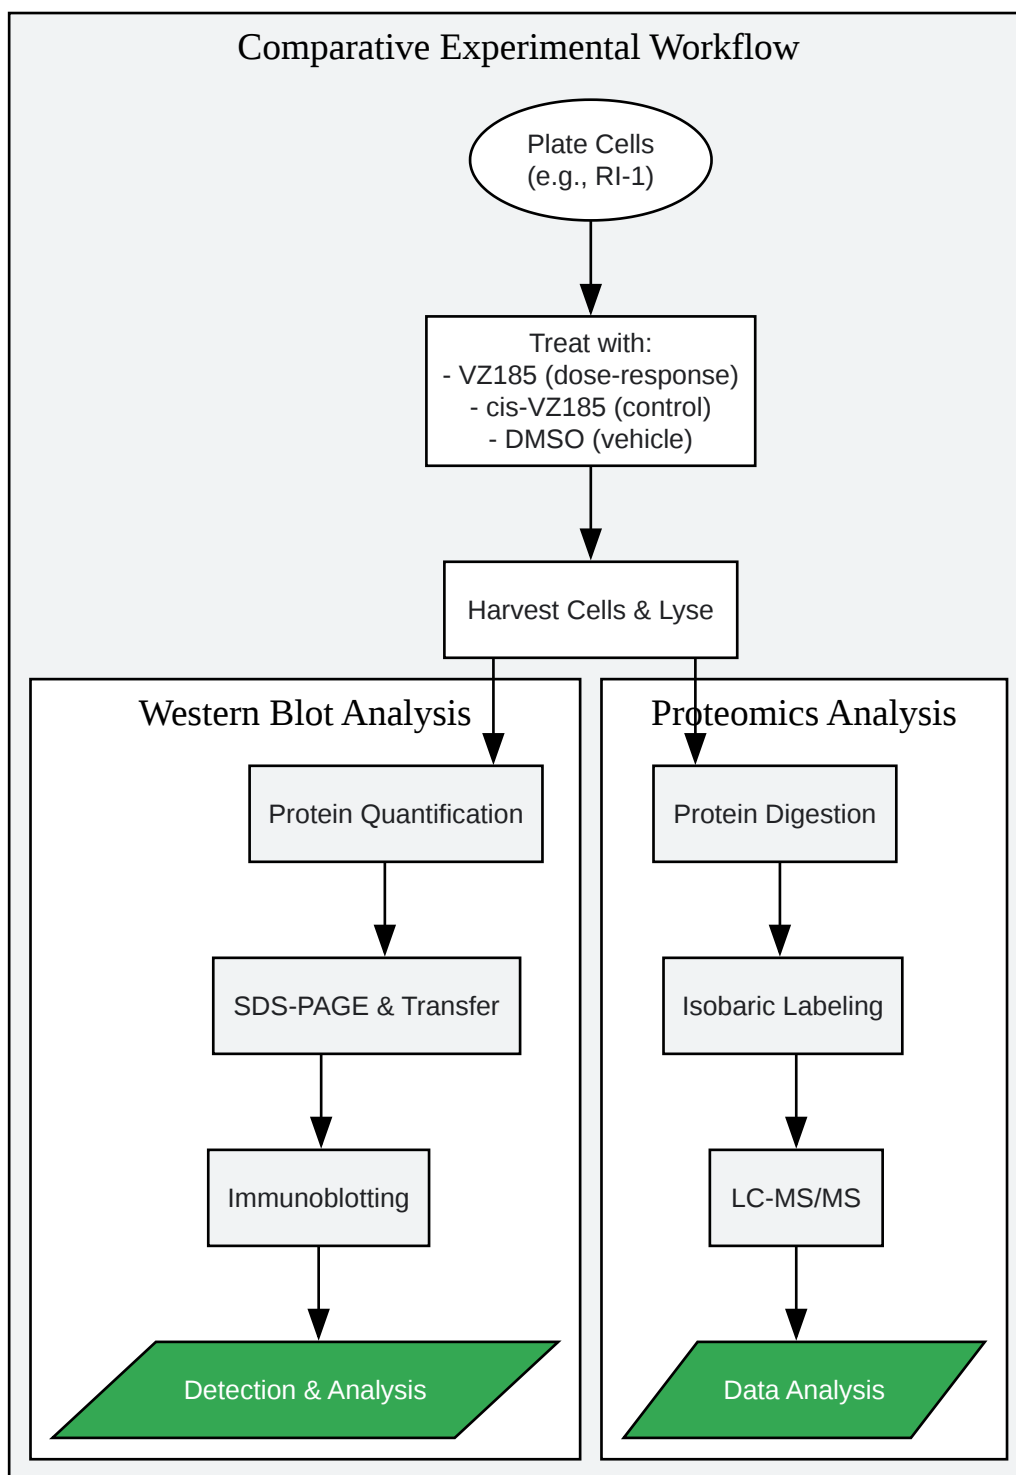 Comparative Experimental Workflow
Plate Cells
(e.g., RI-1)
Treat with:
- VZ185 (dose-response)
- cis-VZ185 (control)
- DMSO (vehicle)
Harvest Cells & Lyse
Western Blot Analysis
Protein Quantification
SDS-PAGE & Transfer
Immunoblotting
Detection & Analysis
Proteomics Analysis
Protein Digestion
Isobaric Labeling
LC-MS/MS
Data Analysis